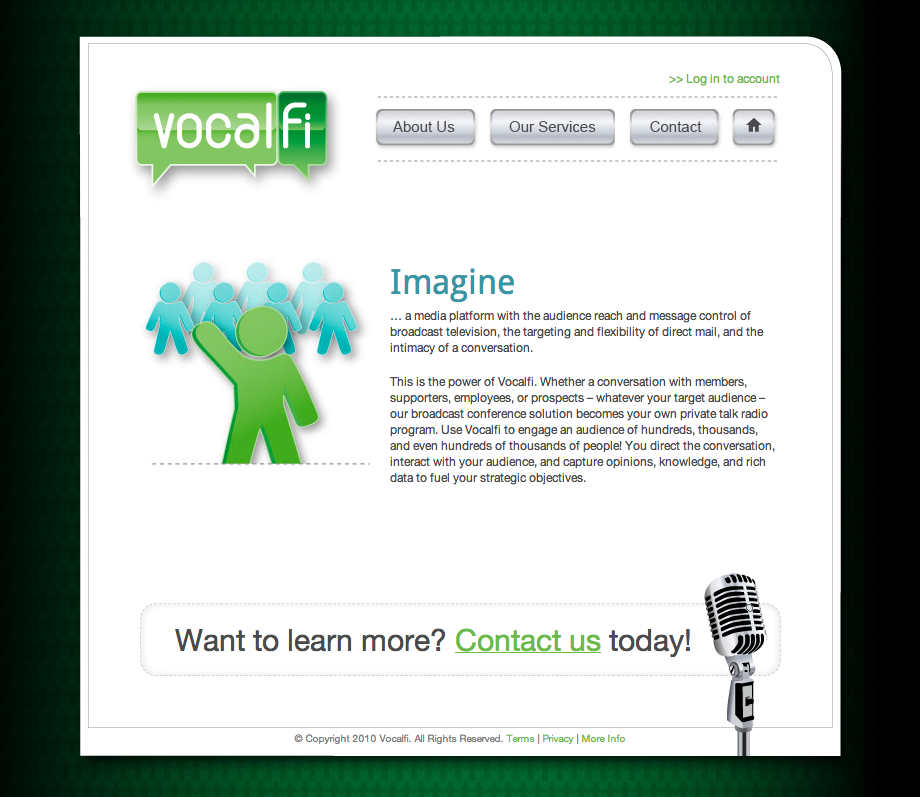 >> Log in to account
vocalfi
About Us
Our Services
Contact
Imagine
... a media platform with the audience reach and message control of
broadcast television, the targeting and flexibility of direct mail, and the
intimacy of a conversation.
This is the power of Vocalfi. Whether a conversation with members,
supporters, employees, or prospects – whatever your target audience –
our broadcast conference solution becomes your own private talk radio
program. Use Vocalfi to engage an audience of hundreds, thousands,
and even hundreds of thousands of people! You direct the conversation,
interact with your audience, and capture opinions, knowledge, and rich
data to fuel your strategic objectives.
Want to learn more? Contact us today!
© Copyright 2010 Vocalfi. All Rights Reserved. Terms | Privacy | More Info